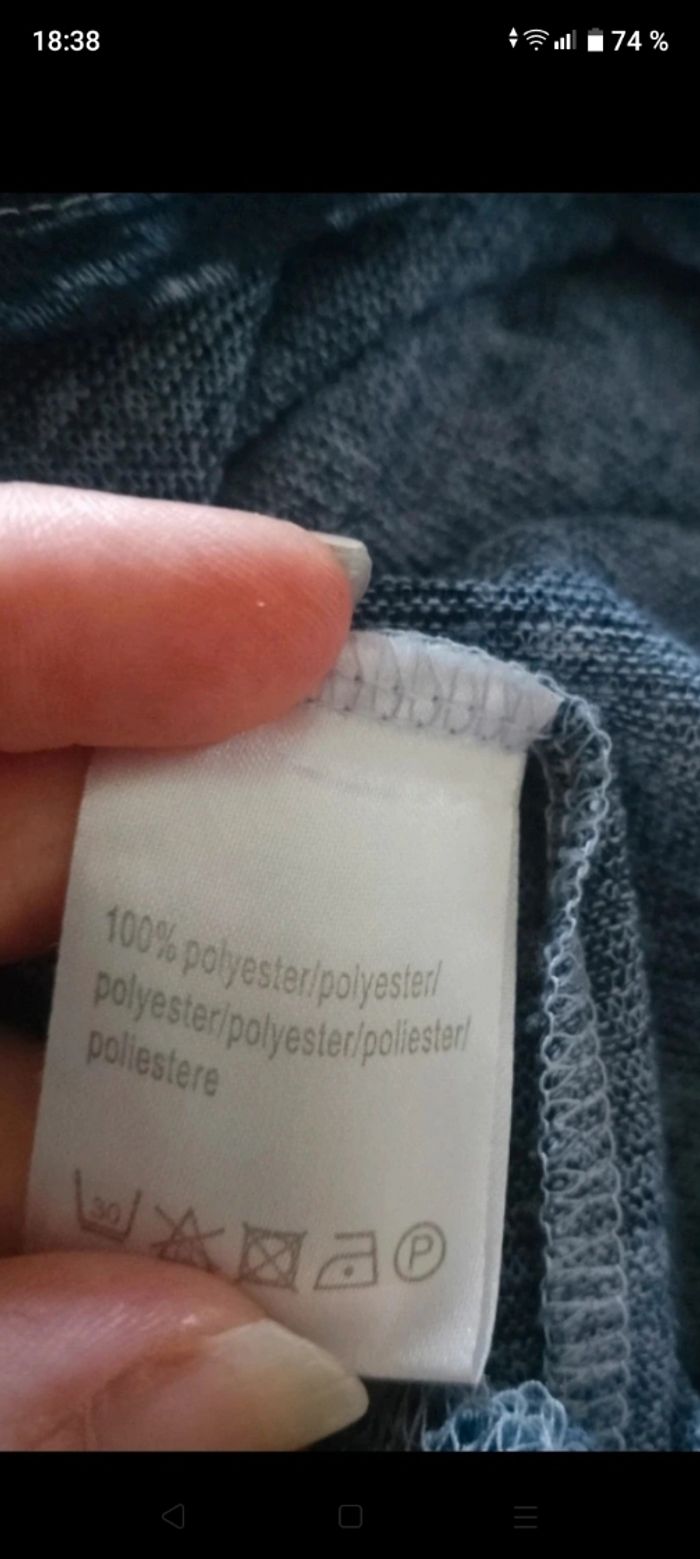 18:38 74 %
100% polyester/polyester/
polyester/polyester/poliester/
poliestere
30 P